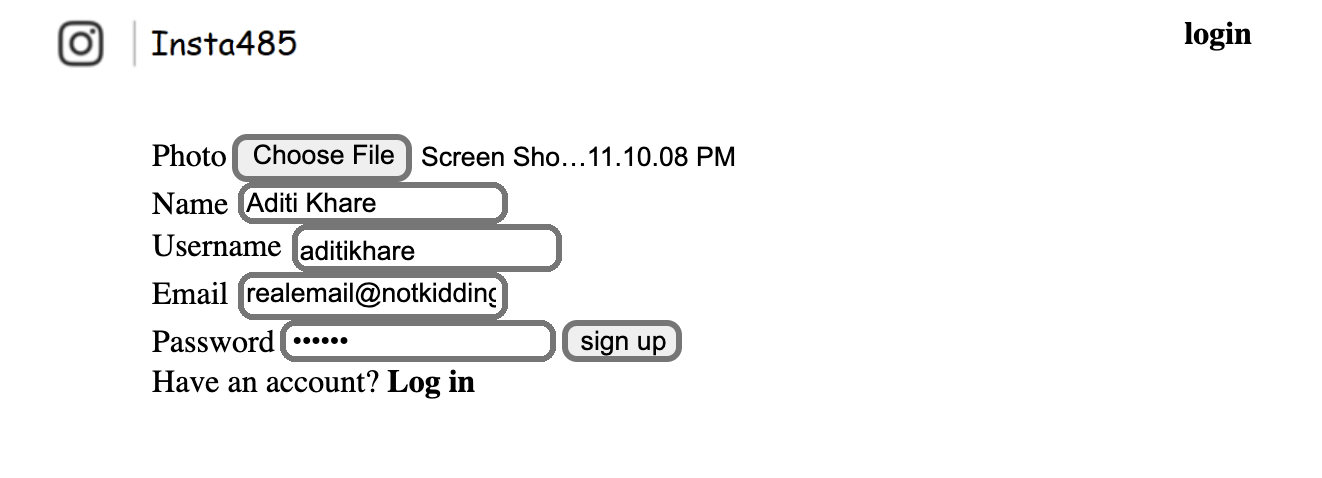 Insta485
login
Photo Choose File Screen Sho…11.10.08 PM
Name Aditi Khare
Username aditikhare
Email realemail@notkidding
Password ••••••  sign up
Have an account? Log in